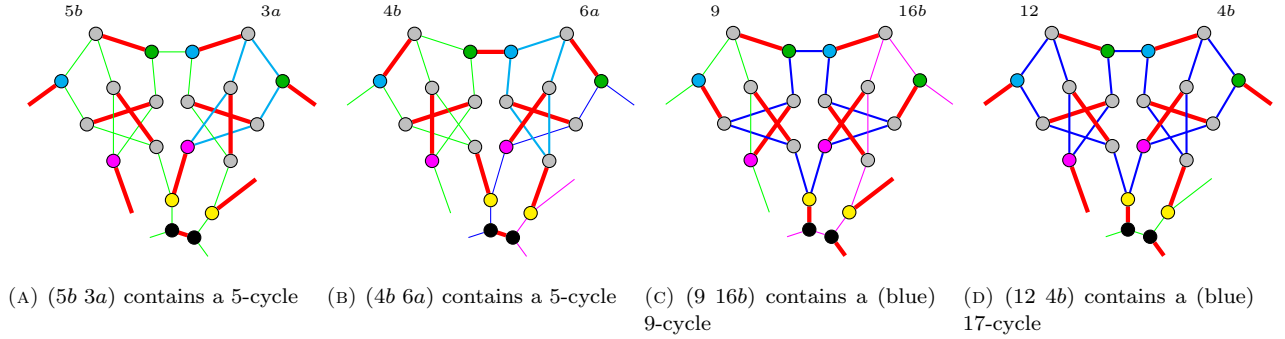 5b 3a 4b 6a 9 16b 12 4b
(A) (5b 3a) contains a 5-cycle
(B) (4b 6a) contains a 5-cycle
(C) (9 16b) contains a (blue)
9-cycle
(D) (12 4b) contains a (blue)
17-cycle